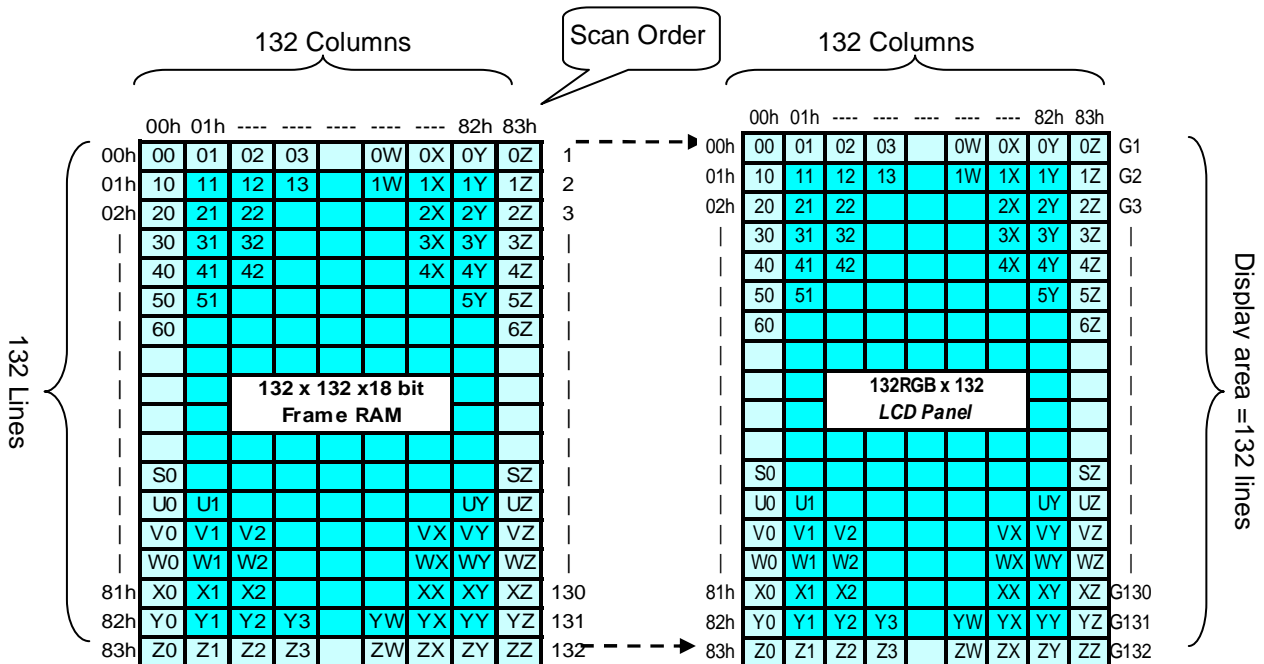 132 Columns
Scan Order
132 Columns
00h 01h ---- ---- ---- ---- ---- 82h 83h
00h 00 01 02 03 0W 0X 0Y 0Z 1
01h 10 11 12 13 1W 1X 1Y 1Z 2
02h 20 21 22 2X 2Y 2Z 3
30 31 32 3X 3Y 3Z
40 41 42 4X 4Y 4Z
50 51 5Y 5Z
60 6Z
132 x 132 x18 bit
Frame RAM
S0 SZ
U0 U1 UY UZ
V0 V1 V2 VX VY VZ
W0 W1 W2 WX WY WZ
81h X0 X1 X2 XX XY XZ 130
82h Y0 Y1 Y2 Y3 YW YX YY YZ 131
83h Z0 Z1 Z2 Z3 ZW ZX ZY ZZ 132
132 Lines
00h 01h ---- ---- ---- ---- ---- 82h 83h
00h 00 01 02 03 0W 0X 0Y 0Z G1
01h 10 11 12 13 1W 1X 1Y 1Z G2
02h 20 21 22 2X 2Y 2Z G3
30 31 32 3X 3Y 3Z
40 41 42 4X 4Y 4Z
50 51 5Y 5Z
60 6Z
132RGB x 132
LCD Panel
S0 SZ
U0 U1 UY UZ
V0 V1 V2 VX VY VZ
W0 W1 W2 WX WY WZ
81h X0 X1 X2 XX XY XZ G130
82h Y0 Y1 Y2 Y3 YW YX YY YZ G131
83h Z0 Z1 Z2 Z3 ZW ZX ZY ZZ G132
Display area =132 lines